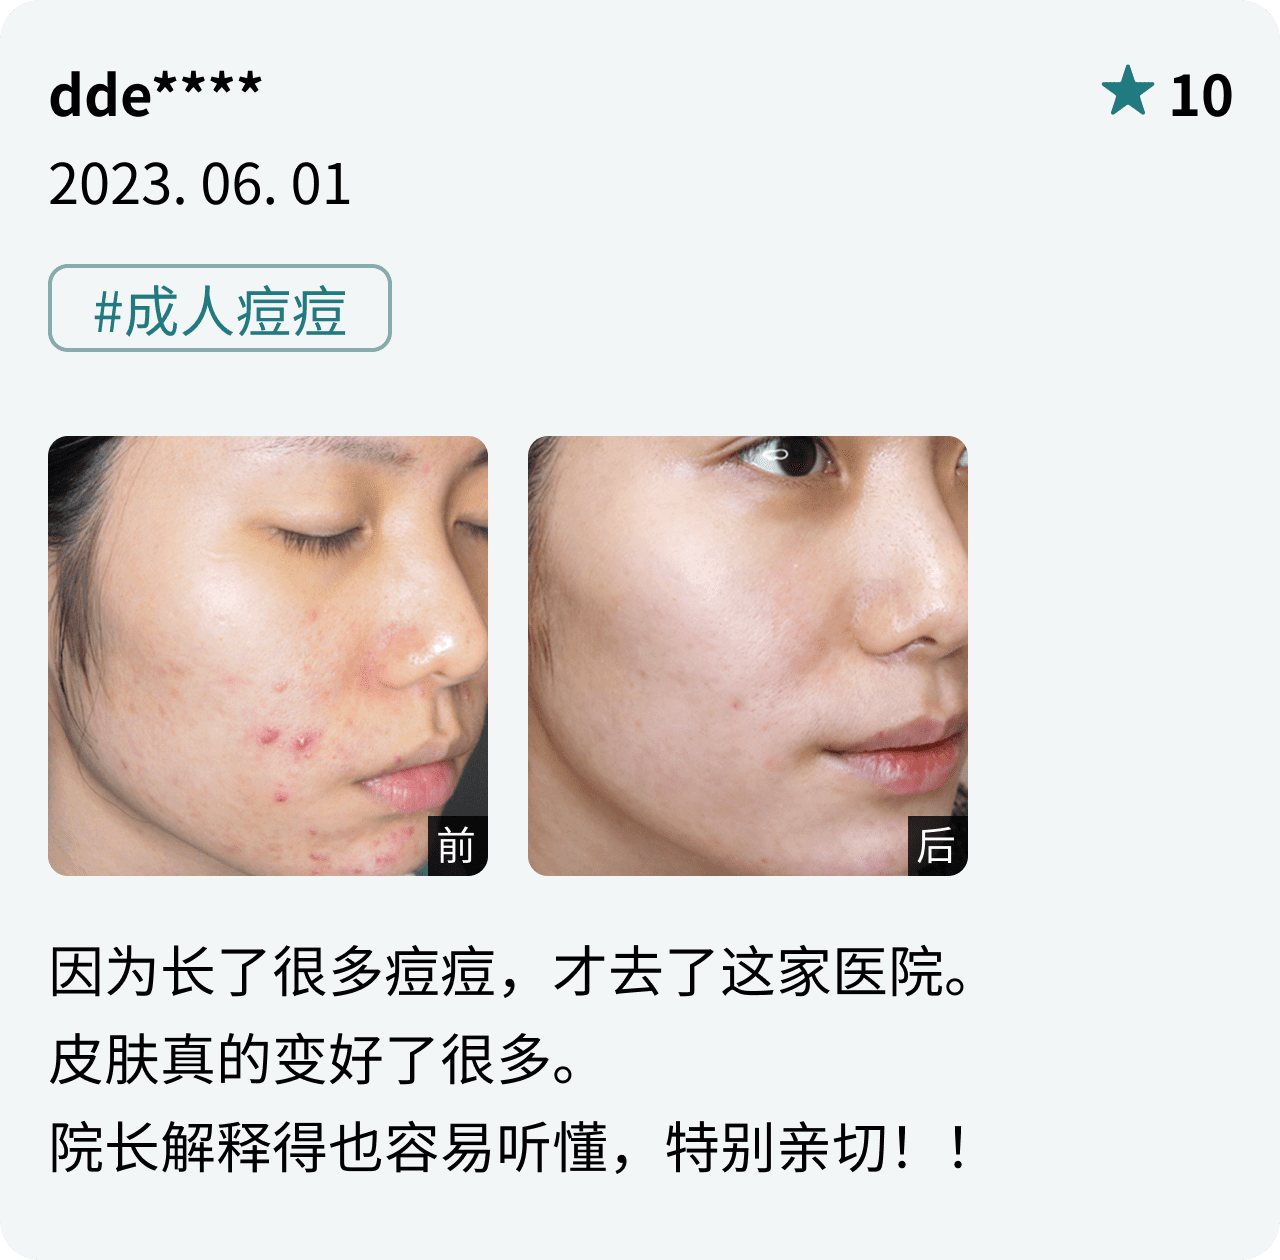 dde****
★ 10
2023. 06. 01
#成人痘痘
前
后
因为长了很多痘痘，才去了这家医院。
皮肤真的变好了很多。
院长解释得也容易听懂，特别亲切！！